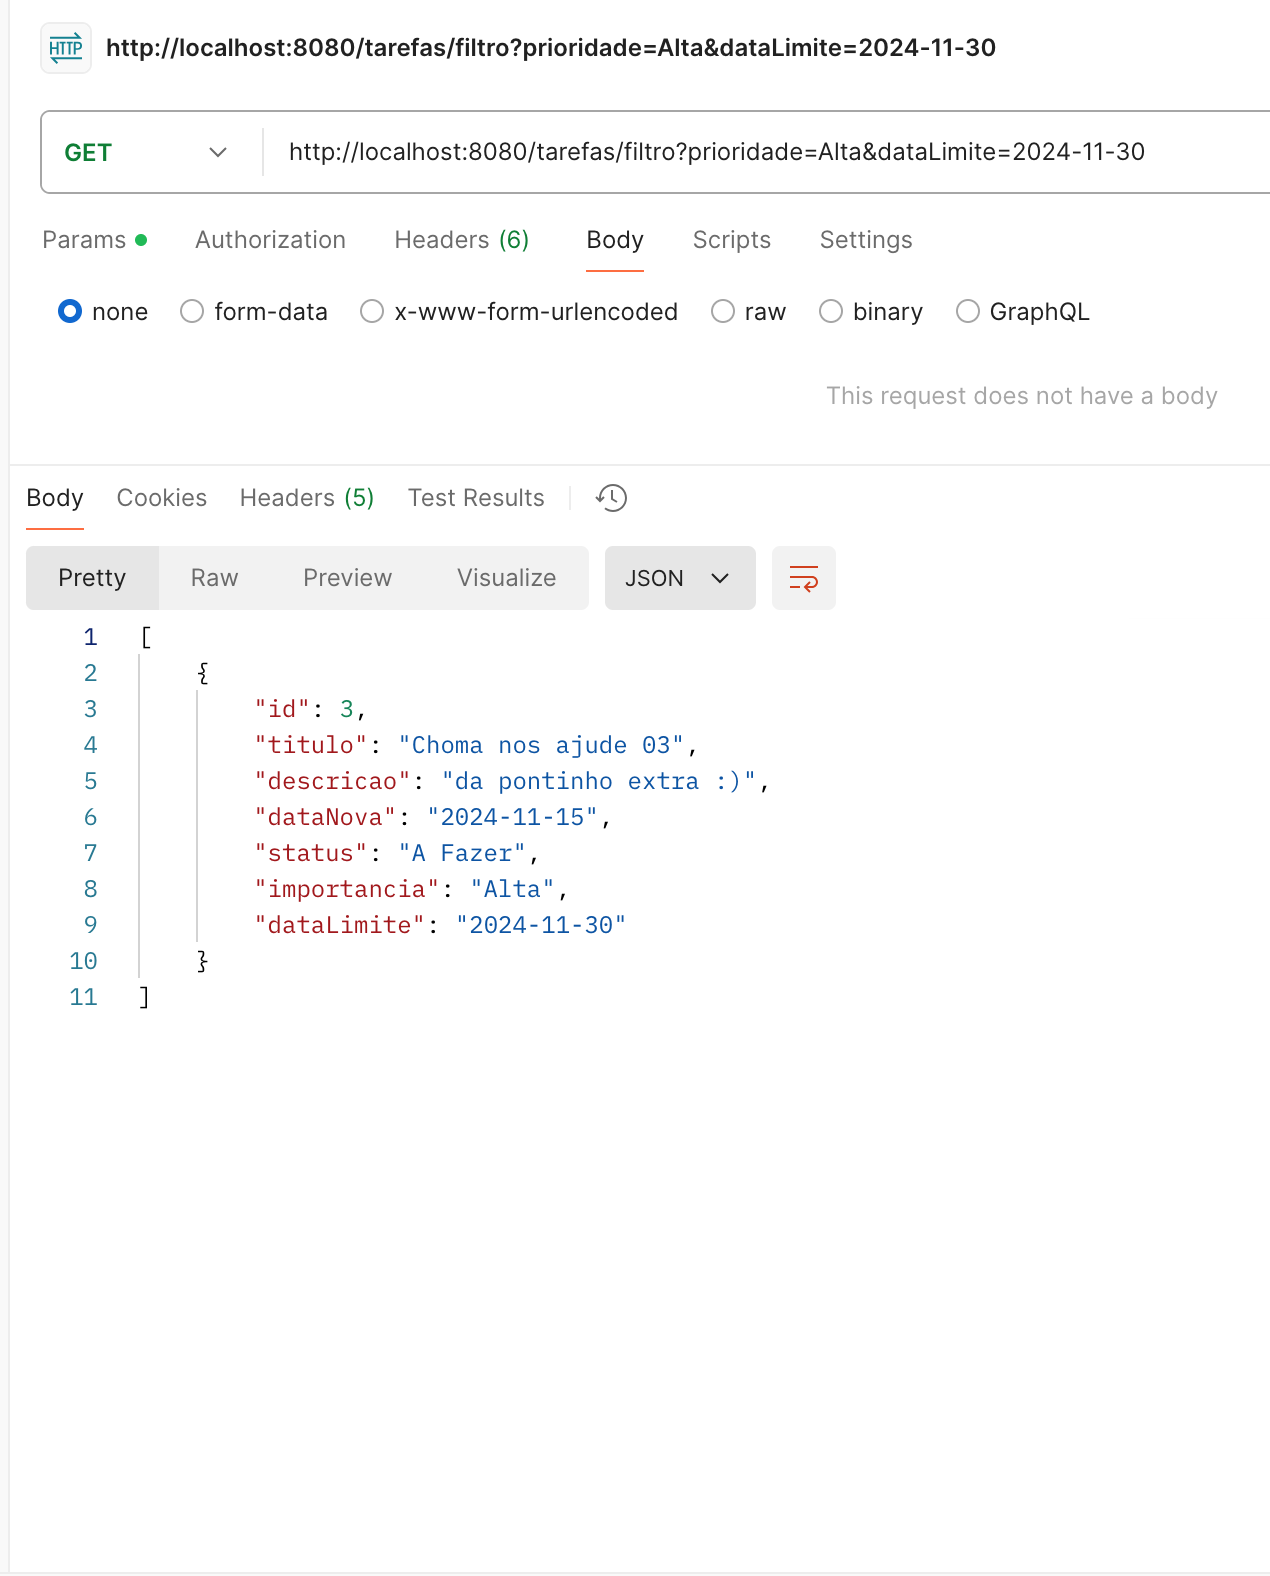 HTTP http://localhost:8080/tarefas/filtro?prioridade=Alta&dataLimite=2024-11-30
GET http://localhost:8080/tarefas/filtro?prioridade=Alta&dataLimite=2024-11-30
Params Authorization Headers (6) Body Scripts Settings
none form-data x-www-form-urlencoded raw binary GraphQL
This request does not have a body
Body Cookies Headers (5) Test Results
Pretty Raw Preview Visualize JSON
1 [
2 {
3 "id": 3,
4 "titulo": "Choma nos ajude 03",
5 "descricao": "da pontinho extra :)",
6 "dataNova": "2024-11-15",
7 "status": "A Fazer",
8 "importancia": "Alta",
9 "dataLimite": "2024-11-30"
10 }
11 ]